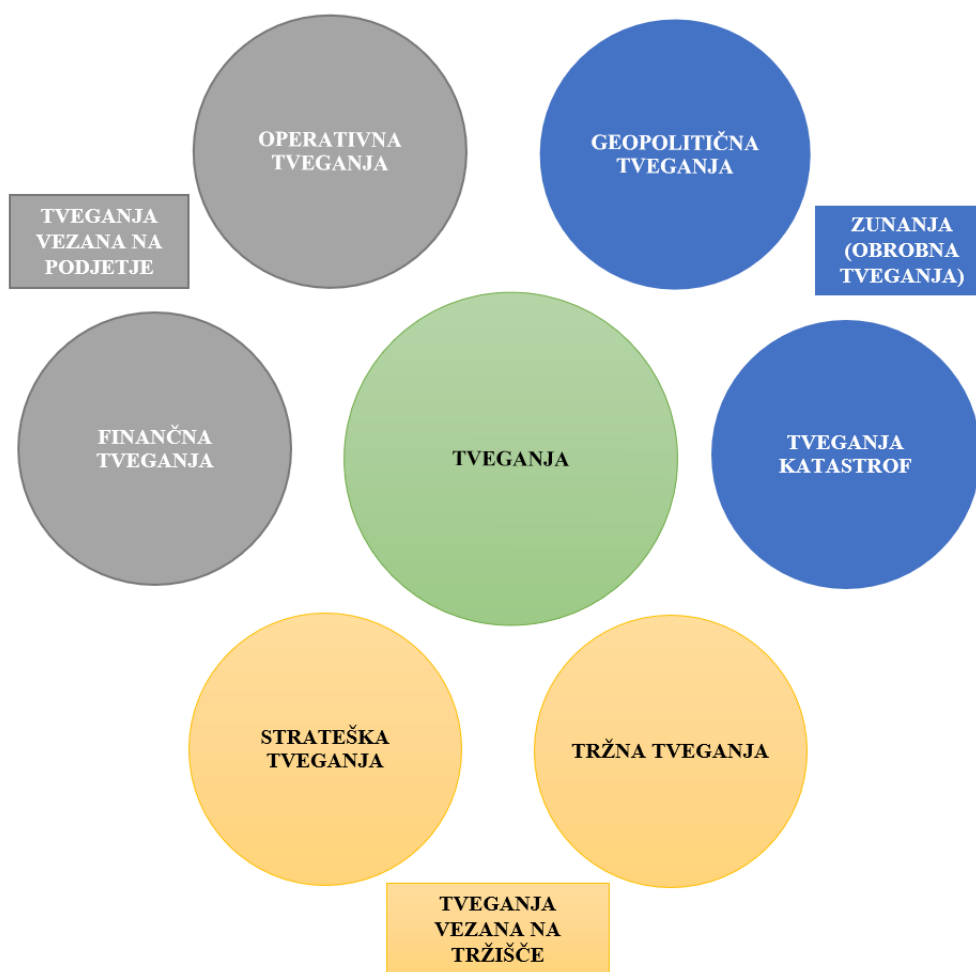 OPERATIVNA
TVEGANJA
GEOPOLITIČNA
TVEGANJA
TVEGANJA
VEZANA NA
PODJETJE
ZUNANJA
(OBROBNA
TVEGANJA)
FINANČNA
TVEGANJA
TVEGANJA
TVEGANJA
KATASTROF
STRATEŠKA
TVEGANJA
TRŽNA TVEGANJA
TVEGANJA
VEZANA NA
TRŽIŠČE